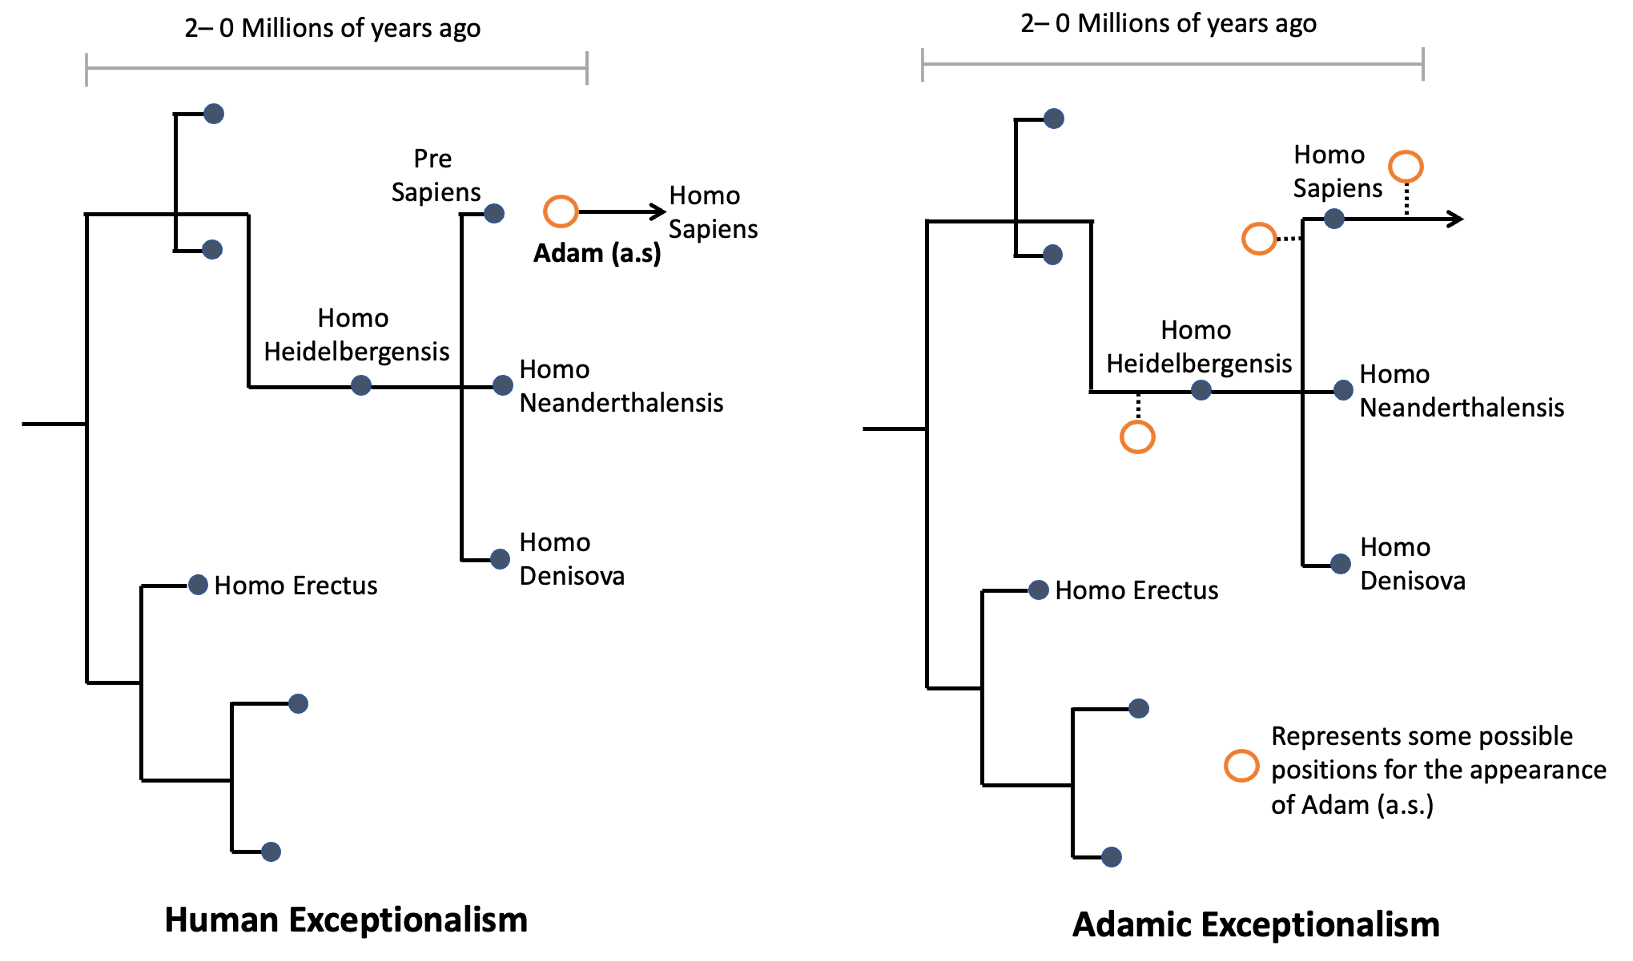 2– 0 Millions of years ago
Pre
Sapiens
Homo
Sapiens
Adam (a.s)
Homo
Heidelbergensis
Homo
Neanderthalensis
Homo
Denisova
Homo Erectus
Human Exceptionalism
2– 0 Millions of years ago
Homo
Sapiens
Homo
Heidelbergensis
Homo
Neanderthalensis
Homo
Denisova
Homo Erectus
Represents some possible
positions for the appearance
of Adam (a.s.)
Adamic Exceptionalism